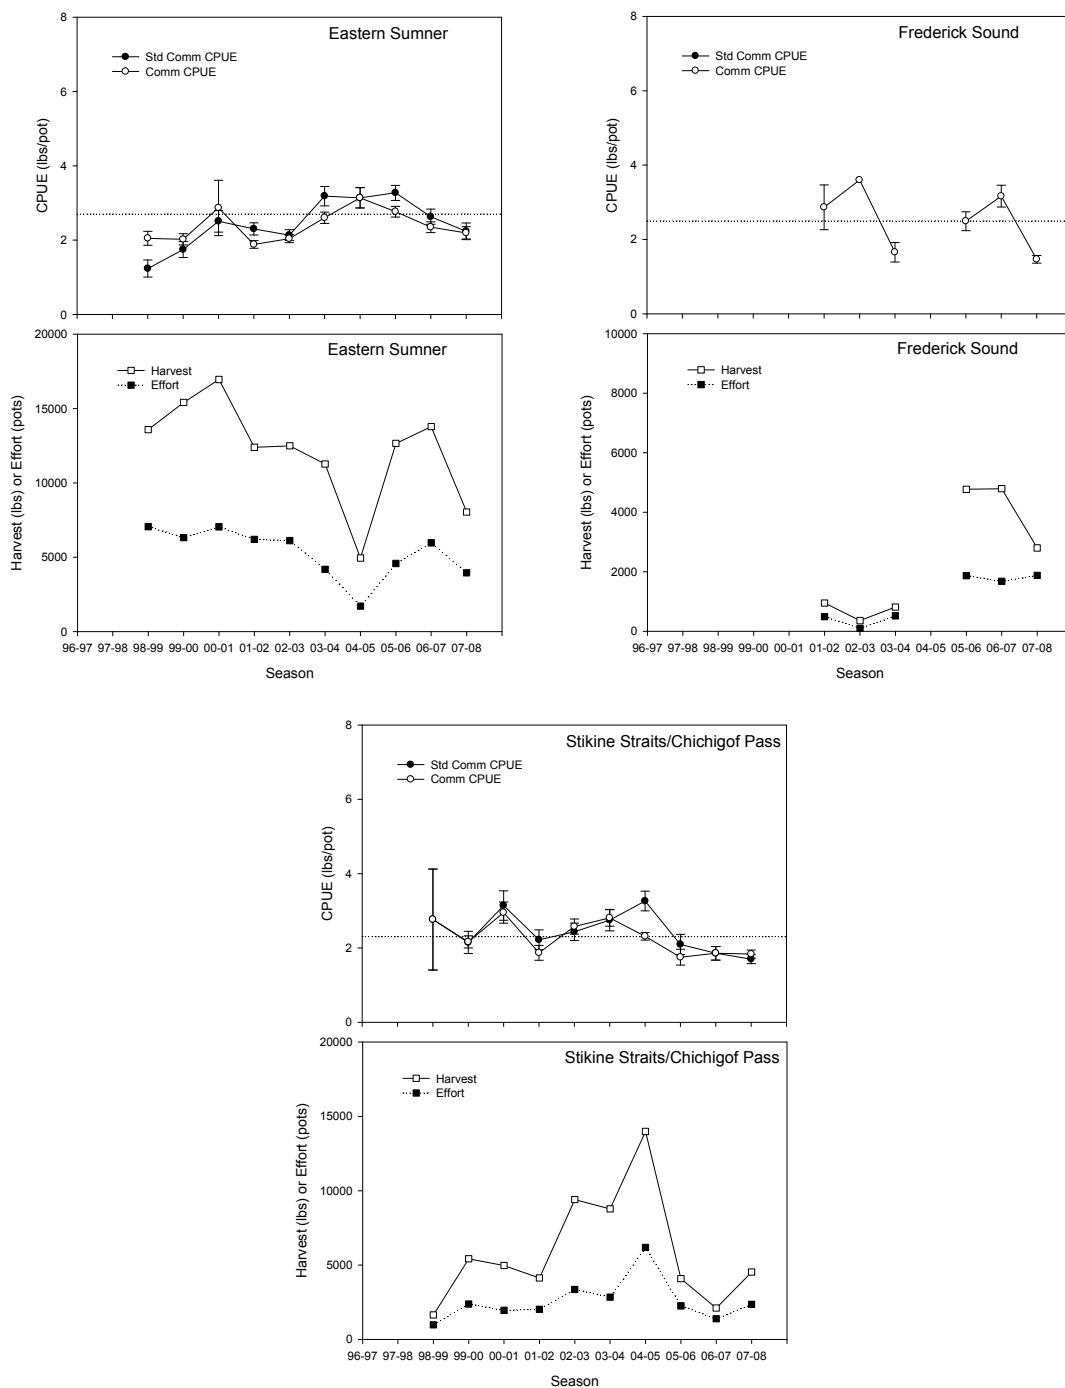 Eastern Sumner
Std Comm CPUE
Comm CPUE
CPUE (lbs/pot)
8
6
4
2
0
Eastern Sumner
Harvest
Effort
Harvest (lbs) or Effort (pots)
20000
15000
10000
5000
0
96-97 97-98 98-99 99-00 00-01 01-02 02-03 03-04 04-05 05-06 06-07 07-08
Season
Frederick Sound
Std Comm CPUE
Comm CPUE
CPUE (lbs/pot)
8
6
4
2
0
Frederick Sound
Harvest
Effort
Harvest (lbs) or Effort (pots)
10000
8000
6000
4000
2000
0
96-97 97-98 98-99 99-00 00-01 01-02 02-03 03-04 04-05 05-06 06-07 07-08
Season
Stikine Straits/Chichigof Pass
Std Comm CPUE
Comm CPUE
CPUE (lbs/pot)
8
6
4
2
0
Stikine Straits/Chichigof Pass
Harvest
Effort
Harvest (lbs) or Effort (pots)
20000
15000
10000
5000
0
96-97 97-98 98-99 99-00 00-01 01-02 02-03 03-04 04-05 05-06 06-07 07-08
Season